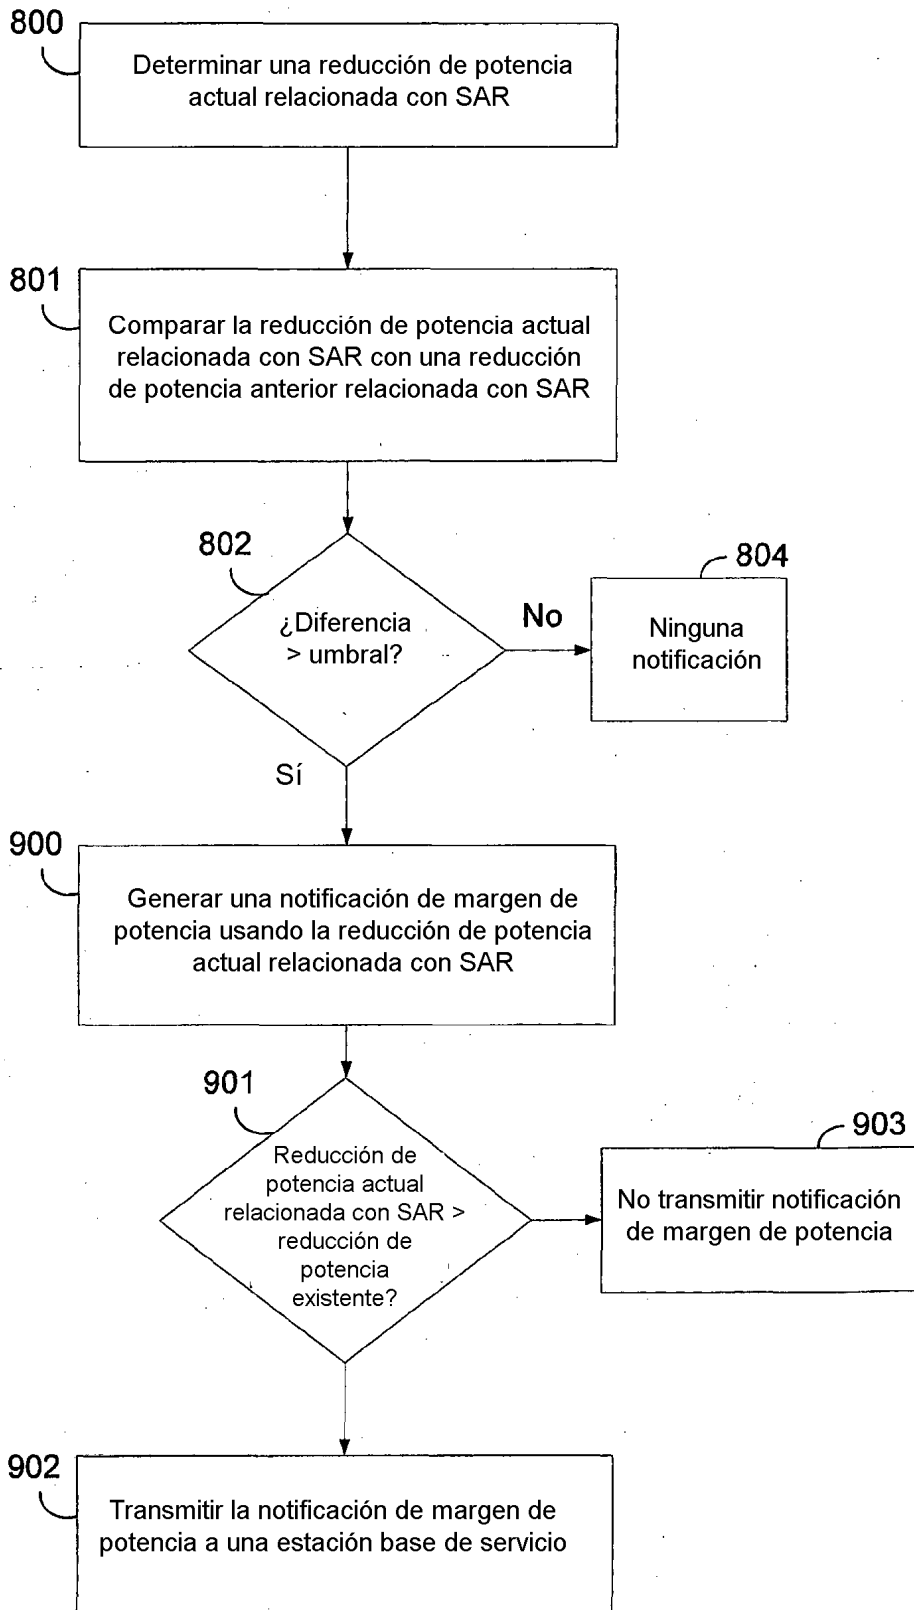 800
Determinar una reducción de potencia
actual relacionada con SAR
801
Comparar la reducción de potencia actual
relacionada con SAR con una reducción
de potencia anterior relacionada con SAR
802
¿Diferencia
> umbral?
No
804
Ninguna
notificación
Sí
900
Generar una notificación de margen de
potencia usando la reducción de potencia
actual relacionada con SAR
901
Reducción de
potencia actual
relacionada con SAR >
reducción de
potencia
existente?
903
No transmitir notificación
de margen de potencia
902
Transmitir la notificación de margen de
potencia a una estación base de servicio